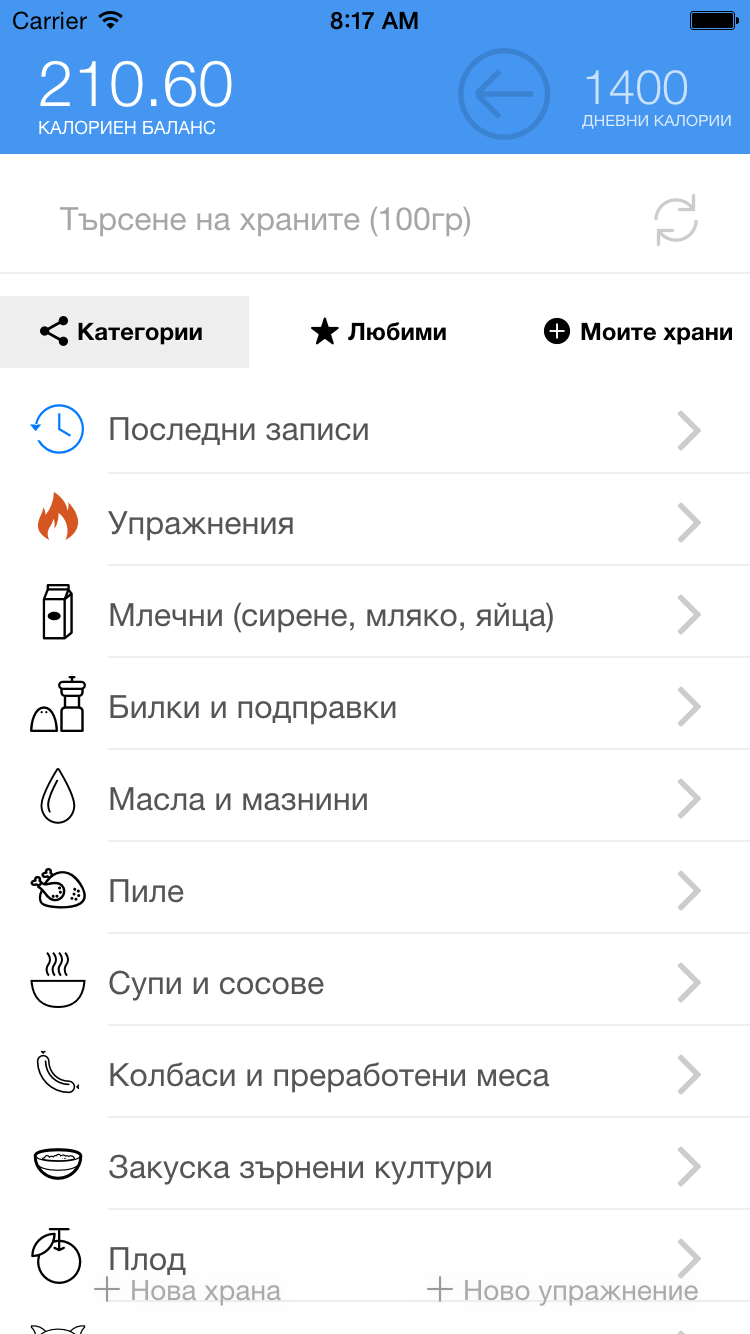 Carrier 8:17 AM
210.60 1400
КАЛОРИЕН БАЛАНС ДНЕВНИ КАЛОРИИ
Търсене на храните (100гр)
Категории Любими Моите храни
Последни записи
Упражнения
Млечни (сирене, мляко, яйца)
Билки и подправки
Масла и мазнини
Пиле
Супи и сосове
Колбаси и преработени меса
Закуска зърнени култури
Плод
Нова храна Ново упражнение